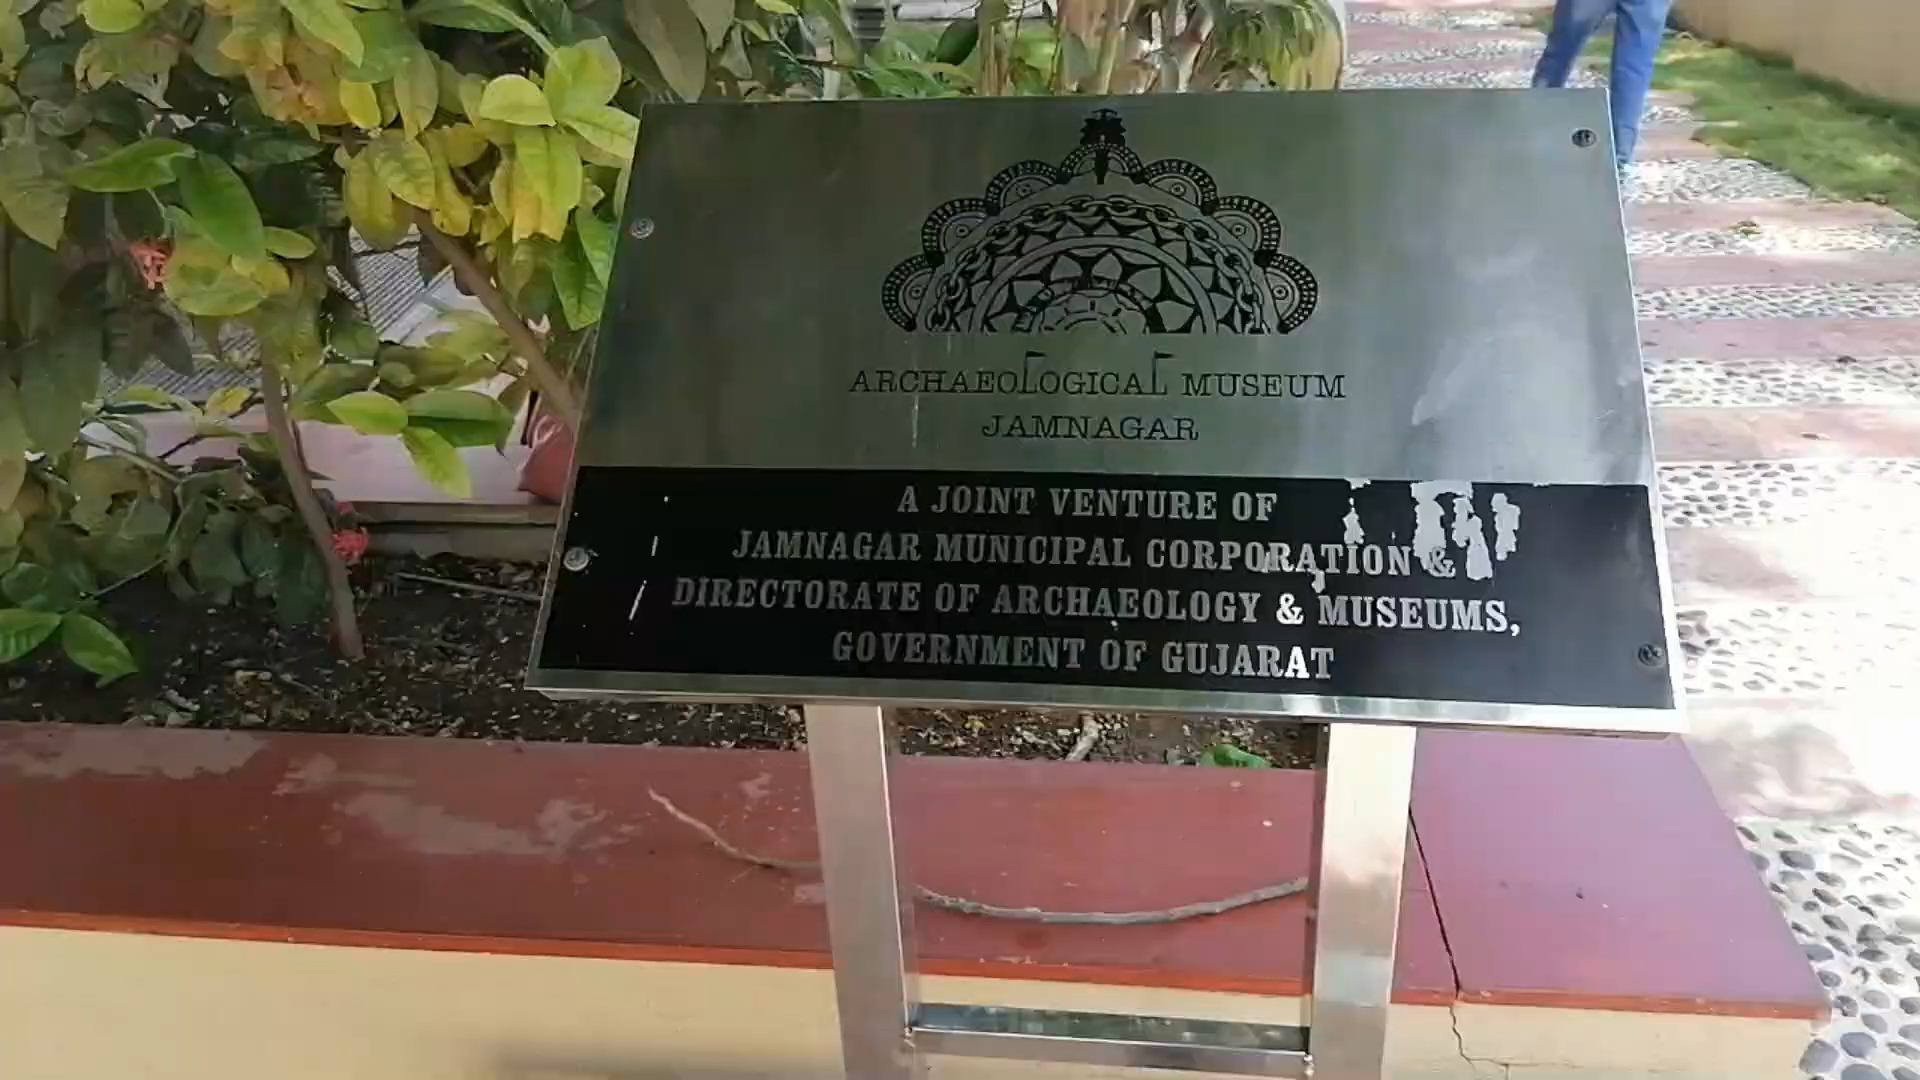 ARCHAEOLOGICAL MUSEUM
JAMNAGAR
A JOINT VENTURE OF
JAMNAGAR MUNICIPAL CORPORATION &
DIRECTORATE OF ARCHAEOLOGY & MUSEUMS,
GOVERNMENT OF GUJARAT